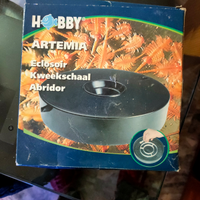 HOBBY
ARTEMIA
Eclosoir
Kweekschaal
Abridor